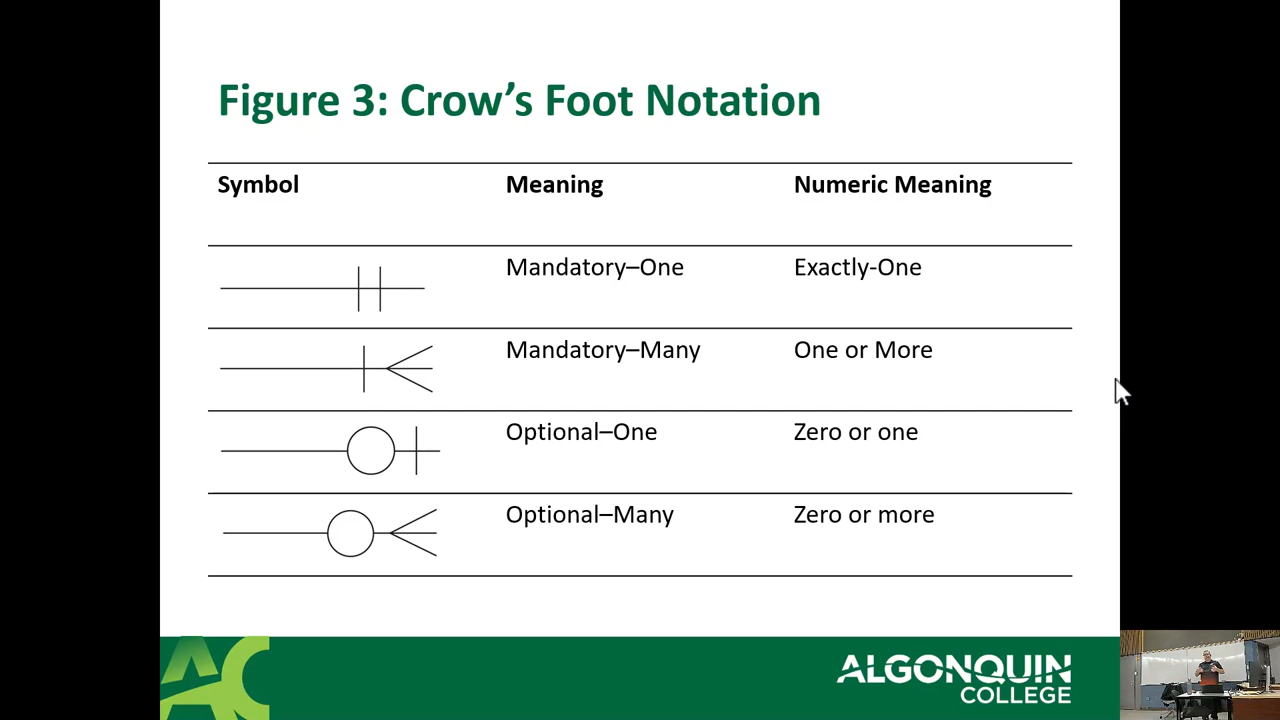 Figure 3: Crow's Foot Notation
Symbol Meaning Numeric Meaning
Mandatory–One Exactly-One
Mandatory–Many One or More
Optional–One Zero or one
Optional–Many Zero or more
AC
ALGONQUIN
COLLEGE